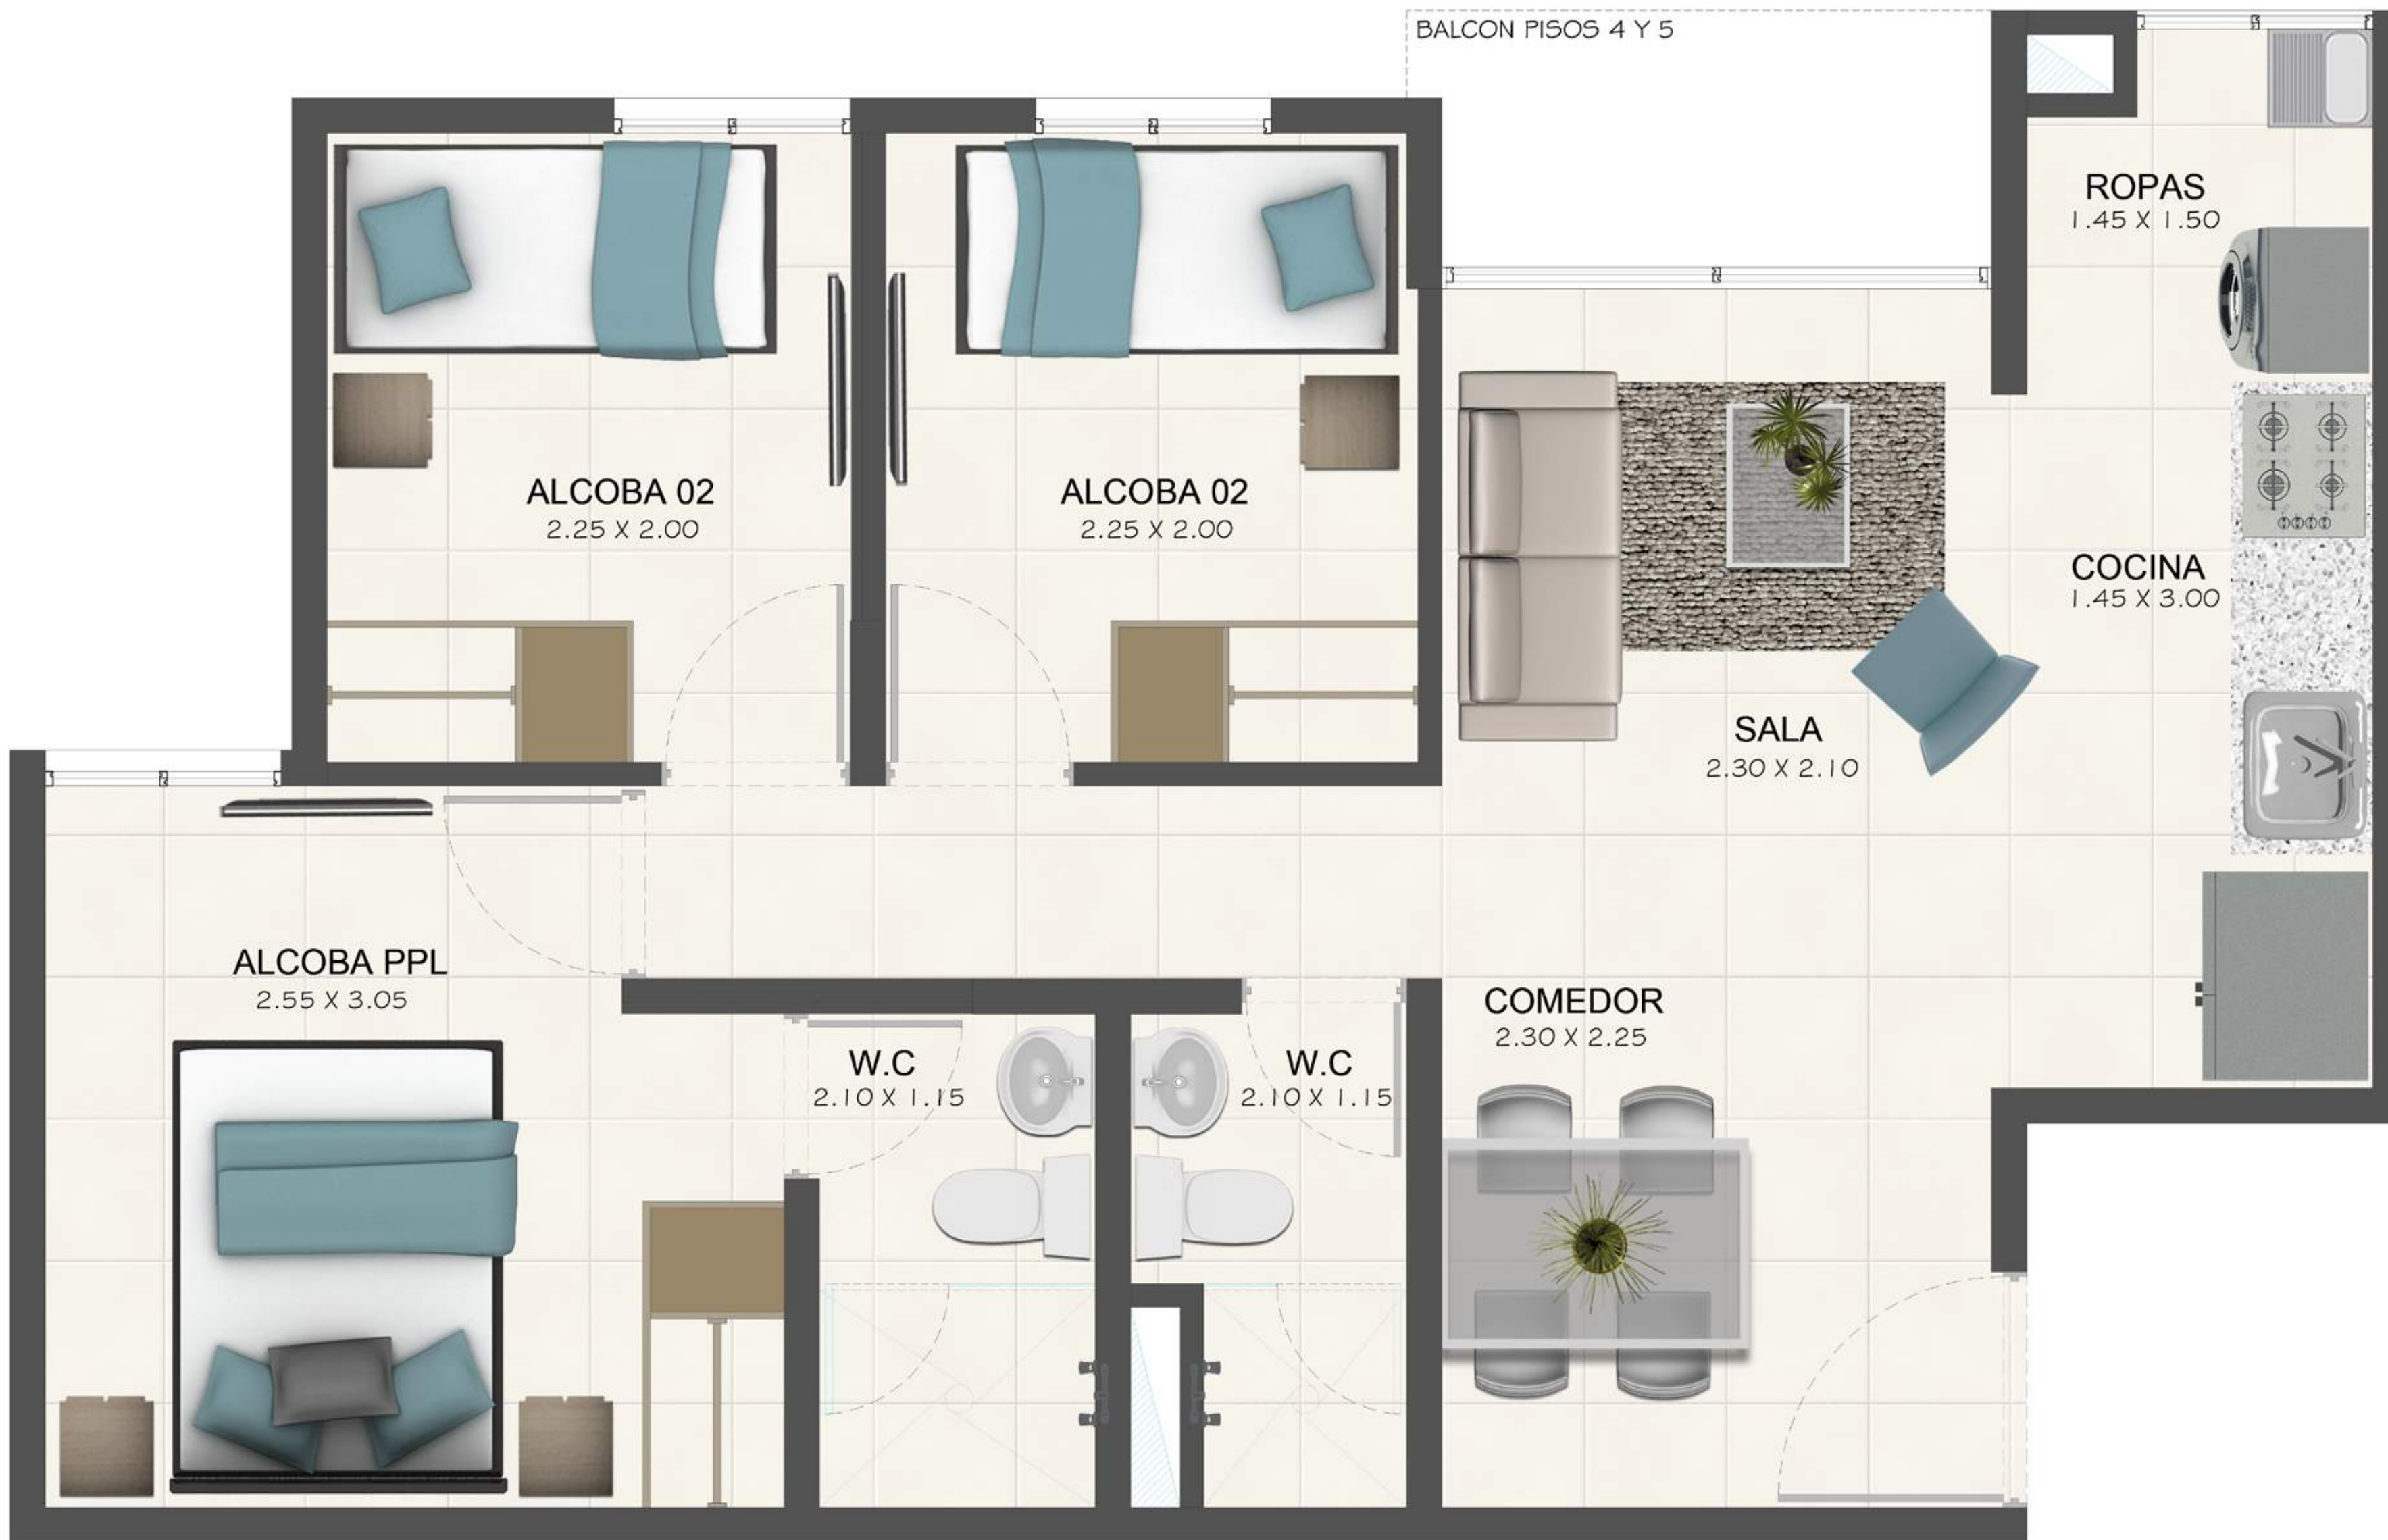 BALCON PISOS 4 Y 5
ROPAS
1.45 X 1.50
ALCOBA 02
2.25 X 2.00
ALCOBA 02
2.25 X 2.00
COCINA
1.45 X 3.00
SALA
2.30 X 2.10
ALCOBA PPL
2.55 X 3.05
COMEDOR
2.30 X 2.25
W.C
2.10 X 1.15
W.C
2.10 X 1.15